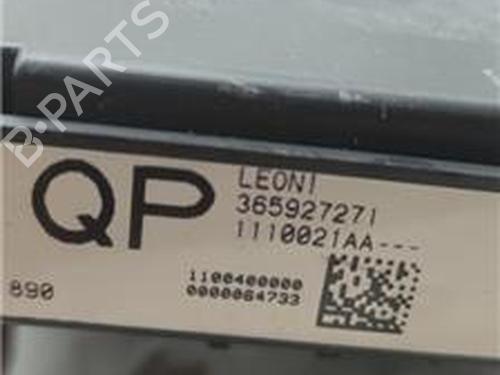 B-PARTS
QP
LEONI
365927271
1110021AA---
1100400000
0000064733
890